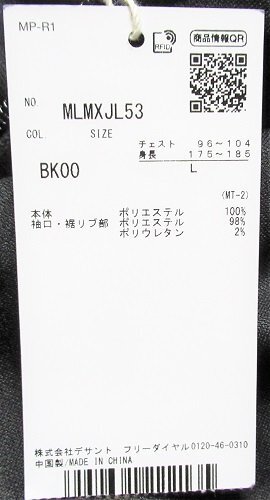 MP-R1
RFID
商品情報QR
NO. MLMXJL53
COL SIZE
チェスト 96～104
身長 175～185
BK00 L
(MT-2)
本体 ポリエステル 100%
袖口・裾リブ部 ポリエステル 98%
ポリウレタン 2%
株式会社デサント フリーダイヤル0120-46-0310
中国製/MADE IN CHINA